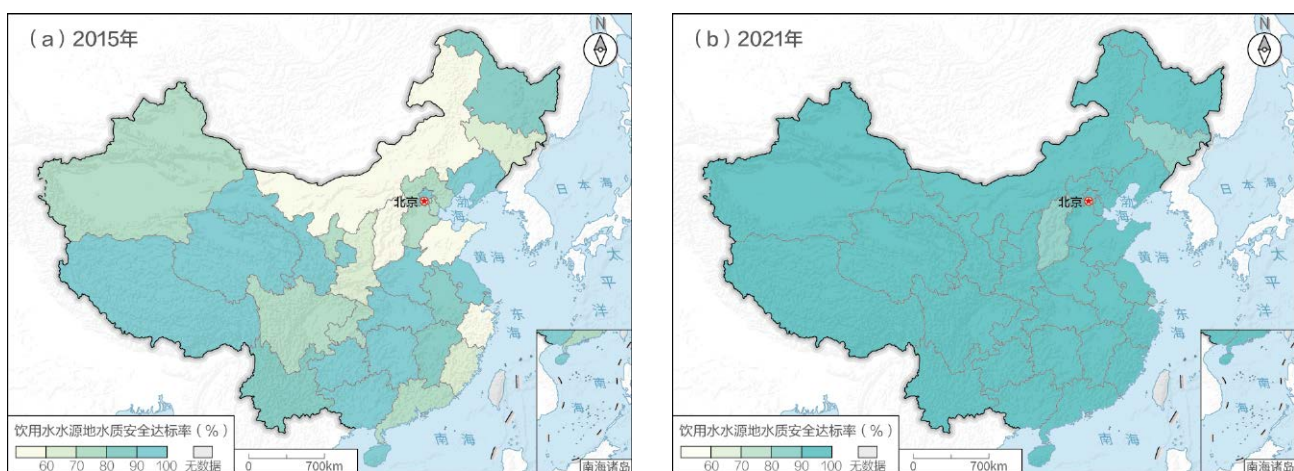 (a) 2015年
N
北京
渤海
黄海
日本海
太平洋
东海
南海
南海
饮用水水源地水质安全达标率(%)
60 70 80 90 100 无数据
0 700km
南海诸岛
(b) 2021年
N
北京
渤海
黄海
日本海
太平洋
东海
南海
南海
饮用水水源地水质安全达标率(%)
60 70 80 90 100 无数据
0 700km
南海诸岛